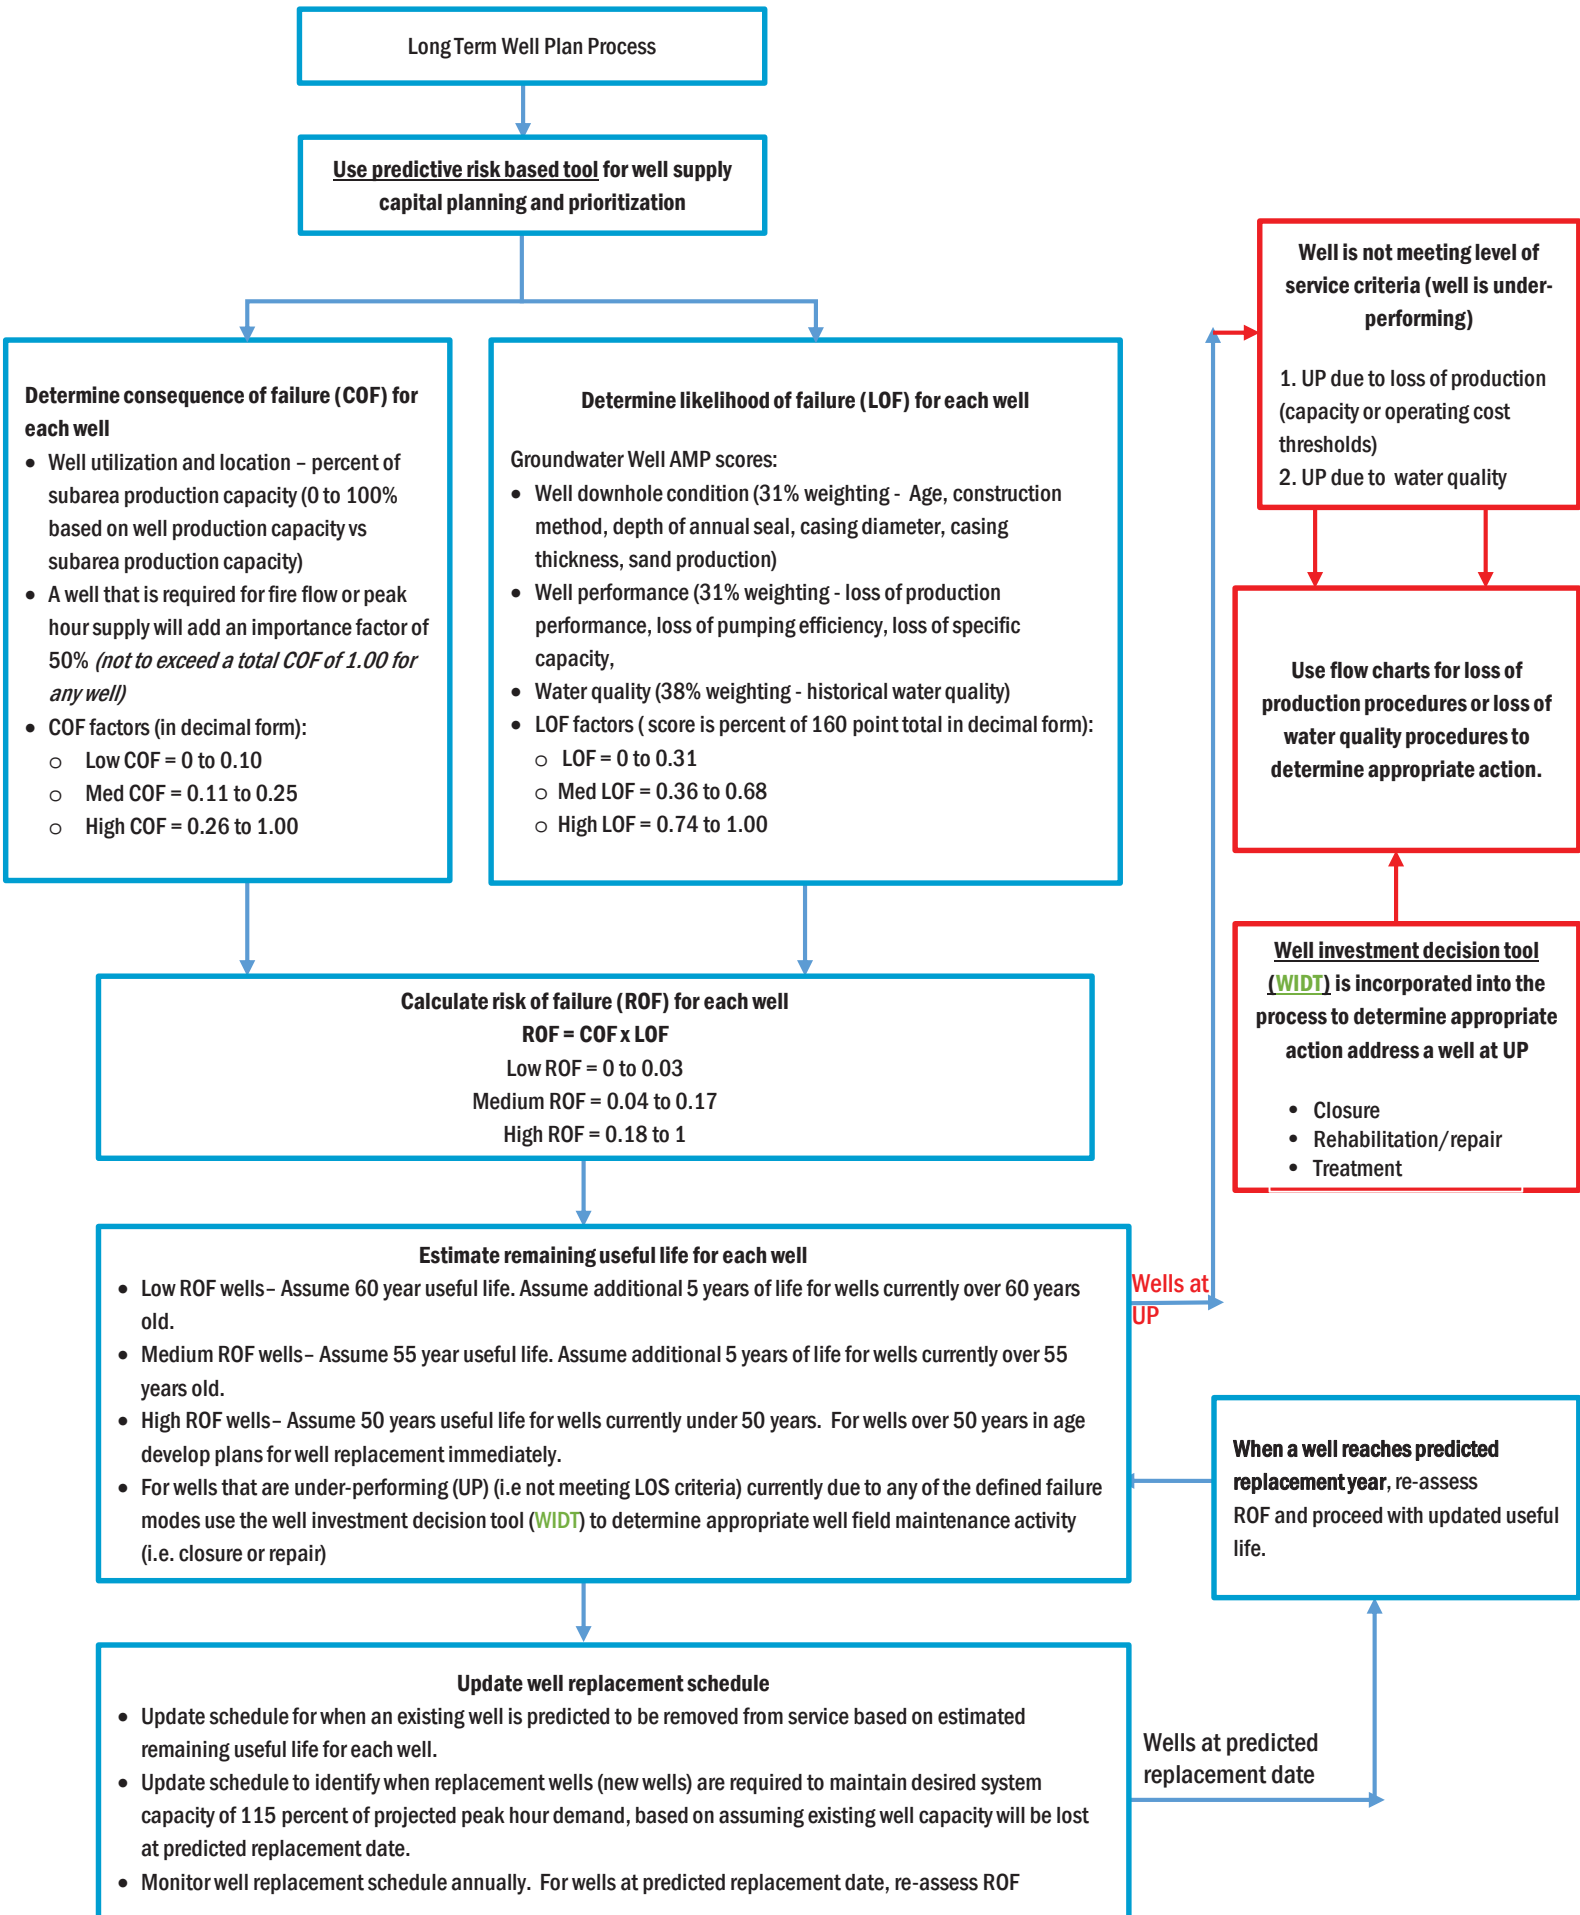 Long Term Well Plan Process
Use predictive risk based tool for well supply
capital planning and prioritization
Determine consequence of failure (COF) for
each well
• Well utilization and location – percent of
subarea production capacity (0 to 100%
based on well production capacity vs
subarea production capacity)
• A well that is required for fire flow or peak
hour supply will add an importance factor of
50% (not to exceed a total COF of 1.00 for
any well)
• COF factors (in decimal form):
o Low COF = 0 to 0.10
o Med COF = 0.11 to 0.25
o High COF = 0.26 to 1.00
Determine likelihood of failure (LOF) for each well
Groundwater Well AMP scores:
• Well downhole condition (31% weighting - Age, construction
method, depth of annual seal, casing diameter, casing
thickness, sand production)
• Well performance (31% weighting - loss of production
performance, loss of pumping efficiency, loss of specific
capacity,
• Water quality (38% weighting - historical water quality)
• LOF factors ( score is percent of 160 point total in decimal form):
o LOF = 0 to 0.31
o Med LOF = 0.36 to 0.68
o High LOF = 0.74 to 1.00
Well is not meeting level of
service criteria (well is under-
performing)
1. UP due to loss of production
(capacity or operating cost
thresholds)
2. UP due to water quality
Use flow charts for loss of
production procedures or loss of
water quality procedures to
determine appropriate action.
Well investment decision tool
(WIDT) is incorporated into the
process to determine appropriate
action address a well at UP
• Closure
• Rehabilitation/repair
• Treatment
Calculate risk of failure (ROF) for each well
ROF = COF x LOF
Low ROF = 0 to 0.03
Medium ROF = 0.04 to 0.17
High ROF = 0.18 to 1
Estimate remaining useful life for each well
• Low ROF wells– Assume 60 year useful life. Assume additional 5 years of life for wells currently over 60 years
old.
• Medium ROF wells– Assume 55 year useful life. Assume additional 5 years of life for wells currently over 55
years old.
• High ROF wells– Assume 50 years useful life for wells currently under 50 years. For wells over 50 years in age
develop plans for well replacement immediately.
• For wells that are under-performing (UP) (i.e not meeting LOS criteria) currently due to any of the defined failure
modes use the well investment decision tool (WIDT) to determine appropriate well field maintenance activity
(i.e. closure or repair)
Wells at
UP
When a well reaches predicted
replacement year, re-assess
ROF and proceed with updated useful
life.
Update well replacement schedule
• Update schedule for when an existing well is predicted to be removed from service based on estimated
remaining useful life for each well.
• Update schedule to identify when replacement wells (new wells) are required to maintain desired system
capacity of 115 percent of projected peak hour demand, based on assuming existing well capacity will be lost
at predicted replacement date.
• Monitor well replacement schedule annually. For wells at predicted replacement date, re-assess ROF
Wells at predicted
replacement date